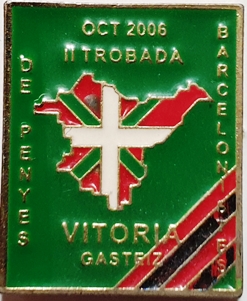 OCT 2006
II TROBADA
DE PENYES
BARCELONISTES
VITORIA
GASTEIZ